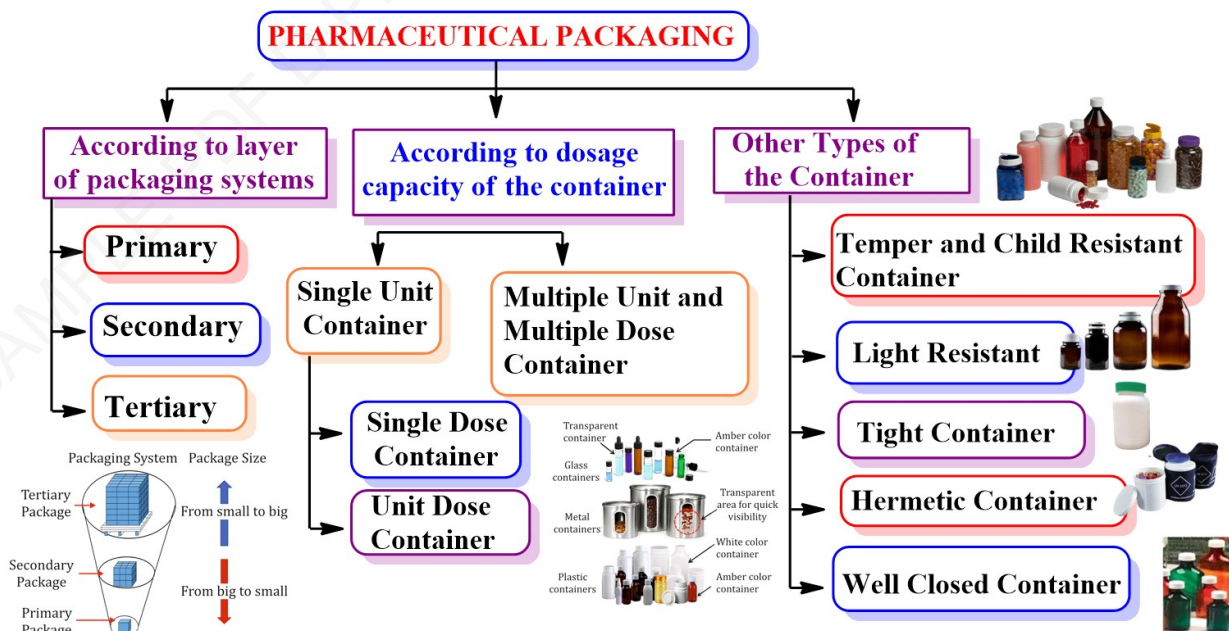 PHARMACEUTICAL PACKAGING
According to layer
of packaging systems
According to dosage
capacity of the container
Other Types of
the Container
Primary
Secondary
Tertiary
Single Unit
Container
Multiple Unit and
Multiple Dose
Container
Single Dose
Container
Unit Dose
Container
Temper and Child Resistant
Container
Light Resistant
Tight Container
Hermetic Container
Well Closed Container
Packaging System
Package Size
Tertiary
Package
From small to big
Secondary
Package
From big to small
Primary
Package
Transparent
container
Amber color
container
Glass
containers
Transparent
area for quick
visibility
Metal
containers
White color
container
Plastic
containers
Amber color
container